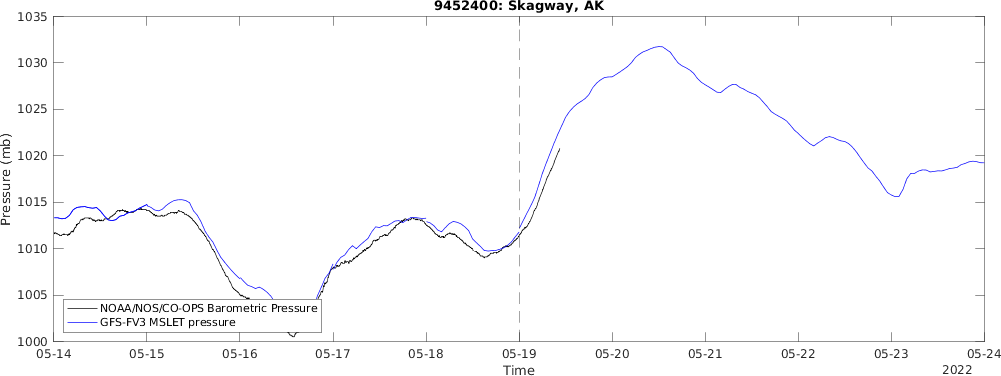 9452400: Skagway, AK
Pressure (mb)
1035
1030
1025
1020
1015
1010
1005
1000
NOAA/NOS/CO-OPS Barometric Pressure
GFS-FV3 MSLET pressure
05-14 05-15 05-16 05-17 05-18 05-19 05-20 05-21 05-22 05-23 05-24
Time
2022